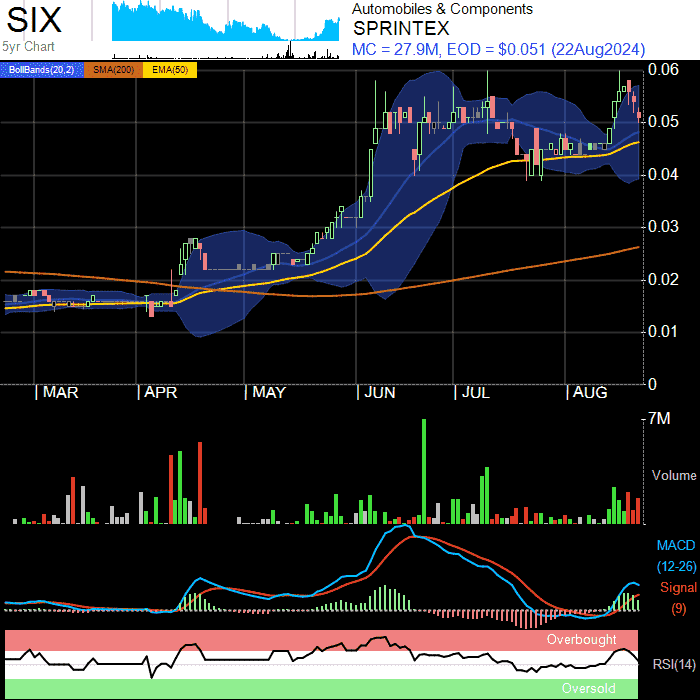 SIX
5yr Chart
Automobiles & Components
SPRINTEX
MC = 27.9M, EOD = $0.051 (22Aug2024)
BollBands(20,2) SMA(200) EMA(50)
0.06
0.05
0.04
0.03
0.02
0.01
0
| MAR | APR | MAY | JUN | JUL | AUG
7M
Volume
MACD
(12-26)
Signal
(9)
Overbought
RSI(14)
Oversold